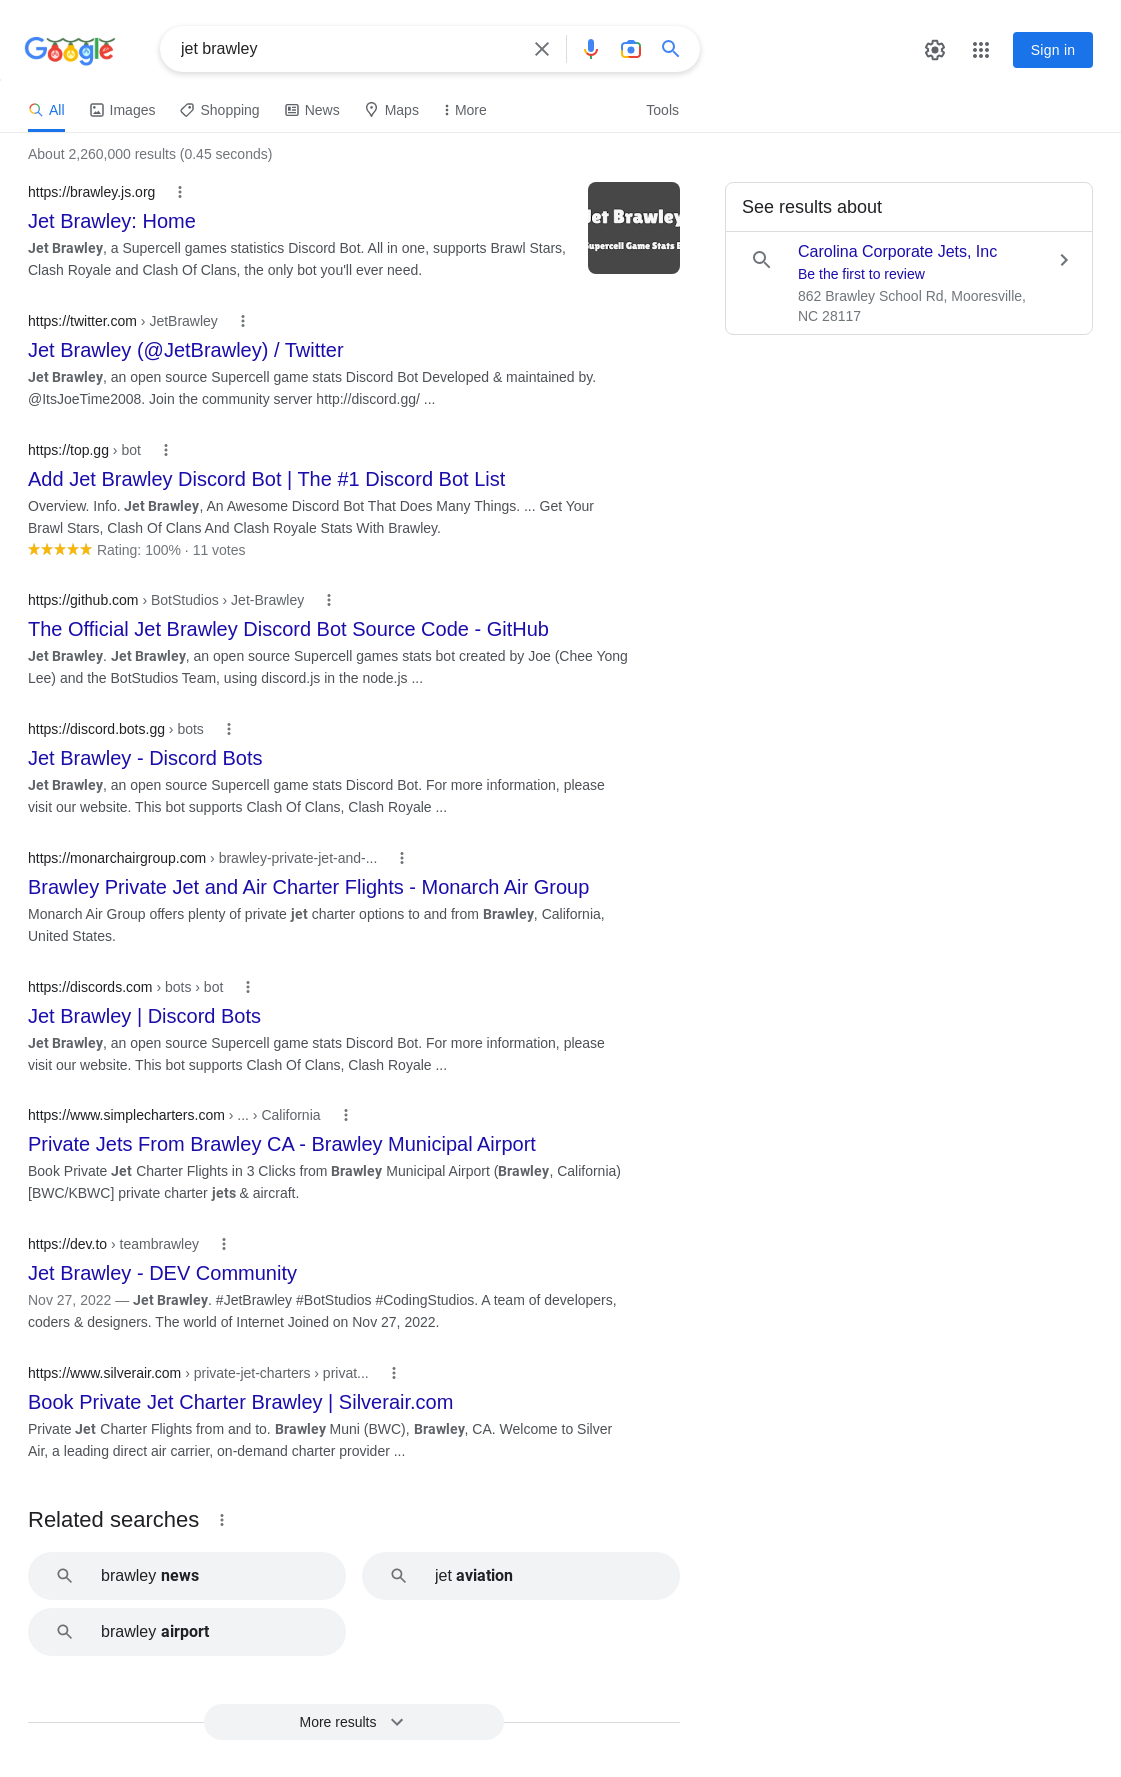 Google
jet brawley
Sign in
All
Images
Shopping
News
Maps
More
Tools
About 2,260,000 results (0.45 seconds)
https://brawley.js.org
Jet Brawley: Home
Jet Brawley, a Supercell games statistics Discord Bot. All in one, supports Brawl Stars,
Clash Royale and Clash Of Clans, the only bot you'll ever need.
Jet Brawley
Supercell Game Stats B
See results about
Carolina Corporate Jets, Inc
Be the first to review
862 Brawley School Rd, Mooresville,
NC 28117
https://twitter.com › JetBrawley
Jet Brawley (@JetBrawley) / Twitter
Jet Brawley, an open source Supercell game stats Discord Bot Developed & maintained by.
@ItsJoeTime2008. Join the community server http://discord.gg/ ...
https://top.gg › bot
Add Jet Brawley Discord Bot | The #1 Discord Bot List
Overview. Info. Jet Brawley, An Awesome Discord Bot That Does Many Things. ... Get Your
Brawl Stars, Clash Of Clans And Clash Royale Stats With Brawley.
Rating: 100% · 11 votes
https://github.com › BotStudios › Jet-Brawley
The Official Jet Brawley Discord Bot Source Code - GitHub
Jet Brawley. Jet Brawley, an open source Supercell games stats bot created by Joe (Chee Yong
Lee) and the BotStudios Team, using discord.js in the node.js ...
https://discord.bots.gg › bots
Jet Brawley - Discord Bots
Jet Brawley, an open source Supercell game stats Discord Bot. For more information, please
visit our website. This bot supports Clash Of Clans, Clash Royale ...
https://monarchairgroup.com › brawley-private-jet-and-...
Brawley Private Jet and Air Charter Flights - Monarch Air Group
Monarch Air Group offers plenty of private jet charter options to and from Brawley, California,
United States.
https://discords.com › bots › bot
Jet Brawley | Discord Bots
Jet Brawley, an open source Supercell game stats Discord Bot. For more information, please
visit our website. This bot supports Clash Of Clans, Clash Royale ...
https://www.simplecharters.com › ... › California
Private Jets From Brawley CA - Brawley Municipal Airport
Book Private Jet Charter Flights in 3 Clicks from Brawley Municipal Airport (Brawley, California)
[BWC/KBWC] private charter jets & aircraft.
https://dev.to › teambrawley
Jet Brawley - DEV Community
Nov 27, 2022 — Jet Brawley. #JetBrawley #BotStudios #CodingStudios. A team of developers,
coders & designers. The world of Internet Joined on Nov 27, 2022.
https://www.silverair.com › private-jet-charters › privat...
Book Private Jet Charter Brawley | Silverair.com
Private Jet Charter Flights from and to. Brawley Muni (BWC), Brawley, CA. Welcome to Silver
Air, a leading direct air carrier, on-demand charter provider ...
Related searches
brawley news
jet aviation
brawley airport
More results